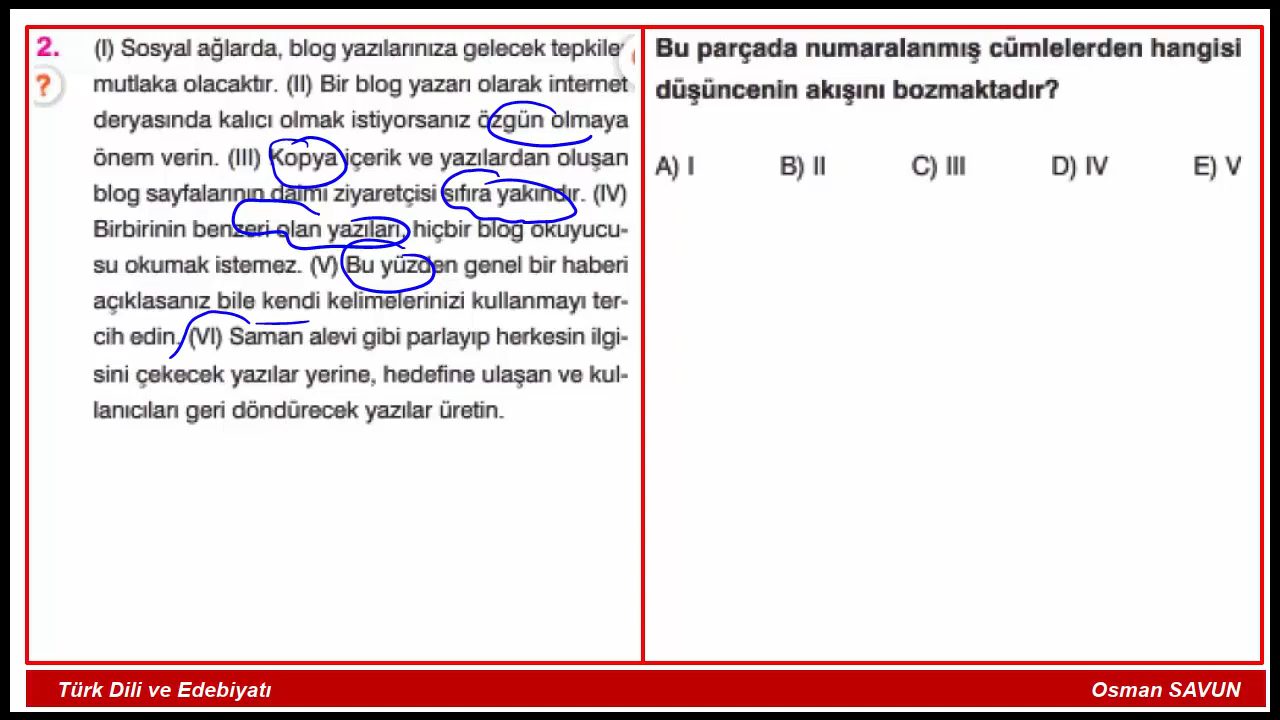 2. (I) Sosyal ağlarda, blog yazılarınıza gelecek tepkile
? mutlaka olacaktır. (II) Bir blog yazarı olarak internet
deryasında kalıcı olmak istiyorsanız özgün olmaya
önem verin. (III) Kopya içerik ve yazılardan oluşan
blog sayfalarının daimî ziyaretçisi sıfıra yakındır. (IV)
Birbirinin benzeri olan yazıları, hiçbir blog okuyucu-
su okumak istemez. (V) Bu yüzden genel bir haberi
açıklasanız bile kendi kelimelerinizi kullanmayı ter-
cih edin. (VI) Saman alevi gibi parlayıp herkesin ilgi-
sini çekecek yazılar yerine, hedefine ulaşan ve kul-
lanıcıları geri döndürecek yazılar üretin.
Bu parçada numaralanmış cümlelerden hangisi
düşüncenin akışını bozmaktadır?
A) I B) II C) III D) IV E) V
Türk Dili ve Edebiyatı
Osman SAVUN